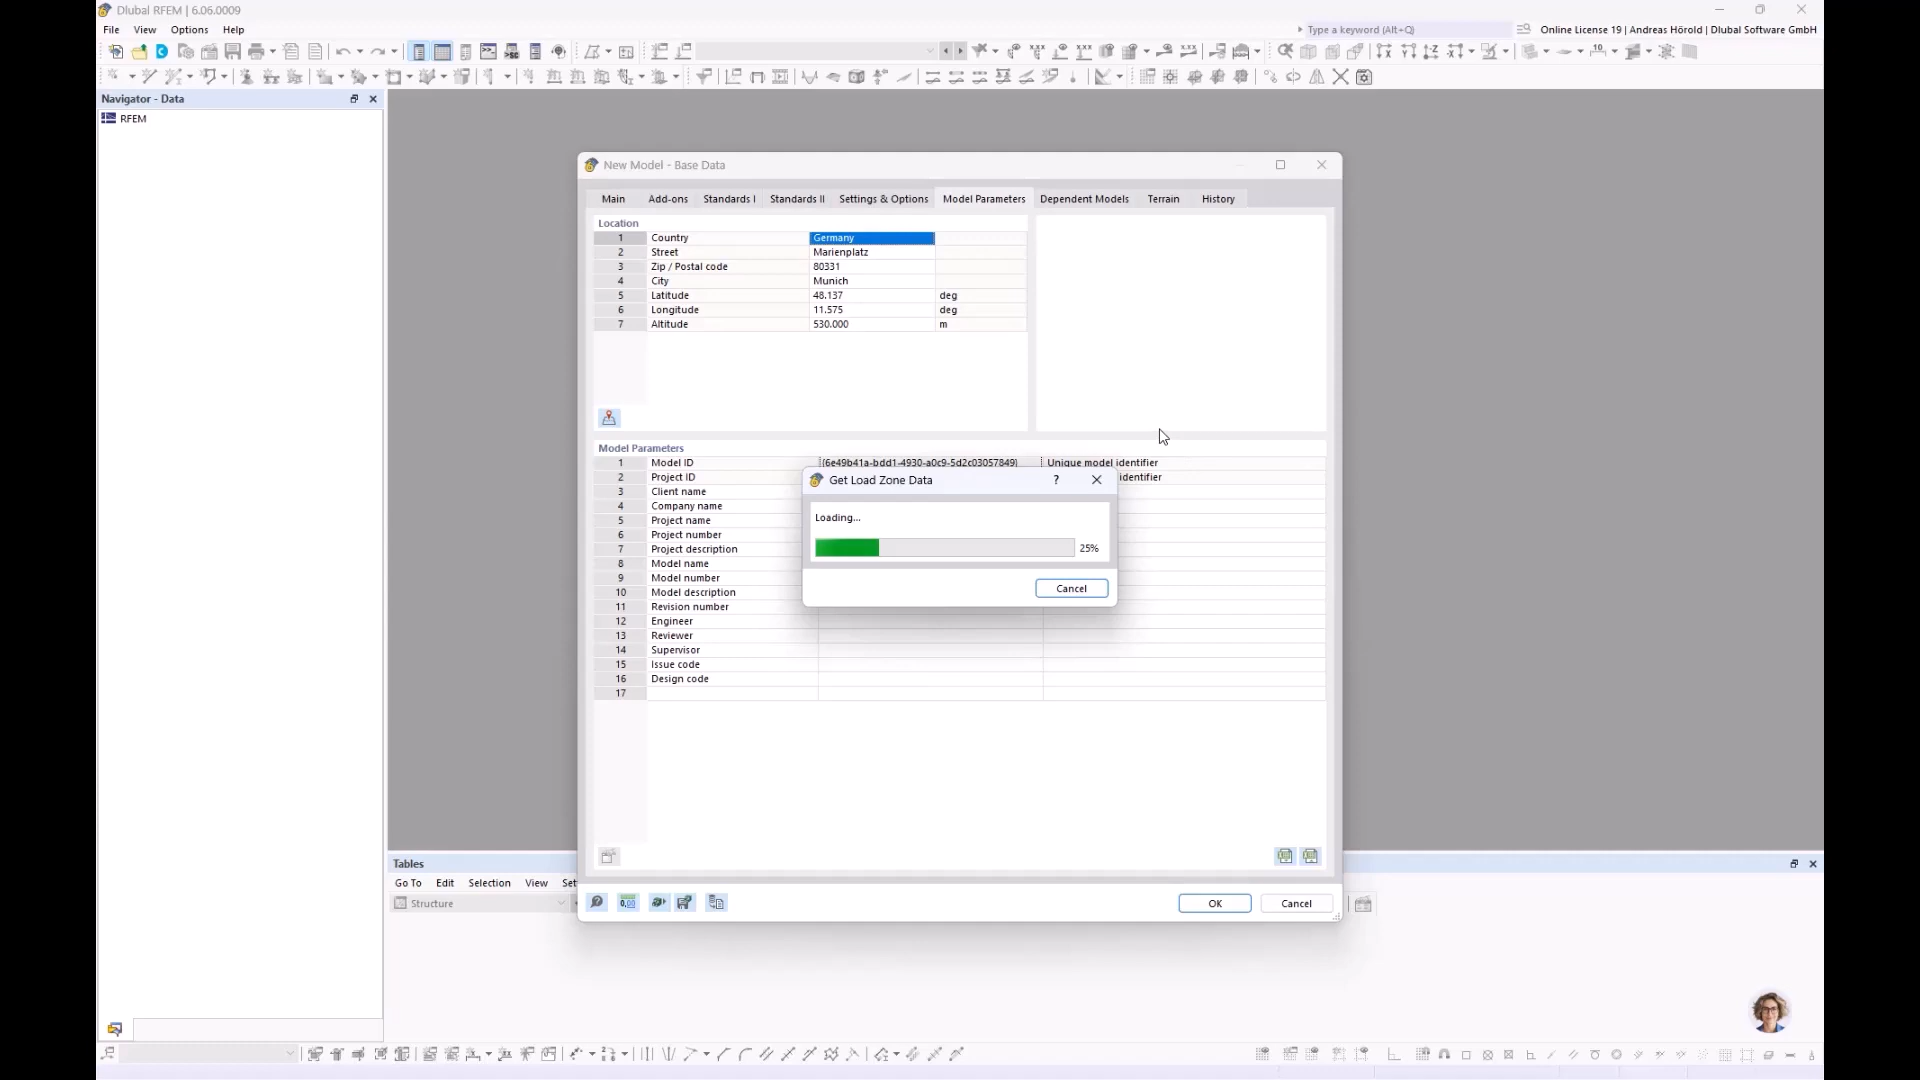 Dlubal RFEM | 6.06.0009
File View Options Help
Type a keyword (Alt+Q)
Online License 19 | Andreas Hörold | Dlubal Software GmbH
Navigator - Data
RFEM
New Model - Base Data
Main Add-ons Standards I Standards II Settings & Options Model Parameters Dependent Models Terrain History
Location
1 Country Germany
2 Street Marienplatz
3 Zip / Postal code 80331
4 City Munich
5 Latitude 48.137 deg
6 Longitude 11.575 deg
7 Altitude 530.000 m
Model Parameters
1 Model ID {6e49b41a-bdd1-4930-a0c9-5d2c03057849} Unique model identifier
2 Project ID identifier
3 Client name
4 Company name
5 Project name
6 Project number
7 Project description
8 Model name
9 Model number
10 Model description
11 Revision number
12 Engineer
13 Reviewer
14 Supervisor
15 Issue code
16 Design code
17
Get Load Zone Data
?
Loading...
25%
Cancel
OK Cancel
Tables
Go To Edit Selection View Set
Structure